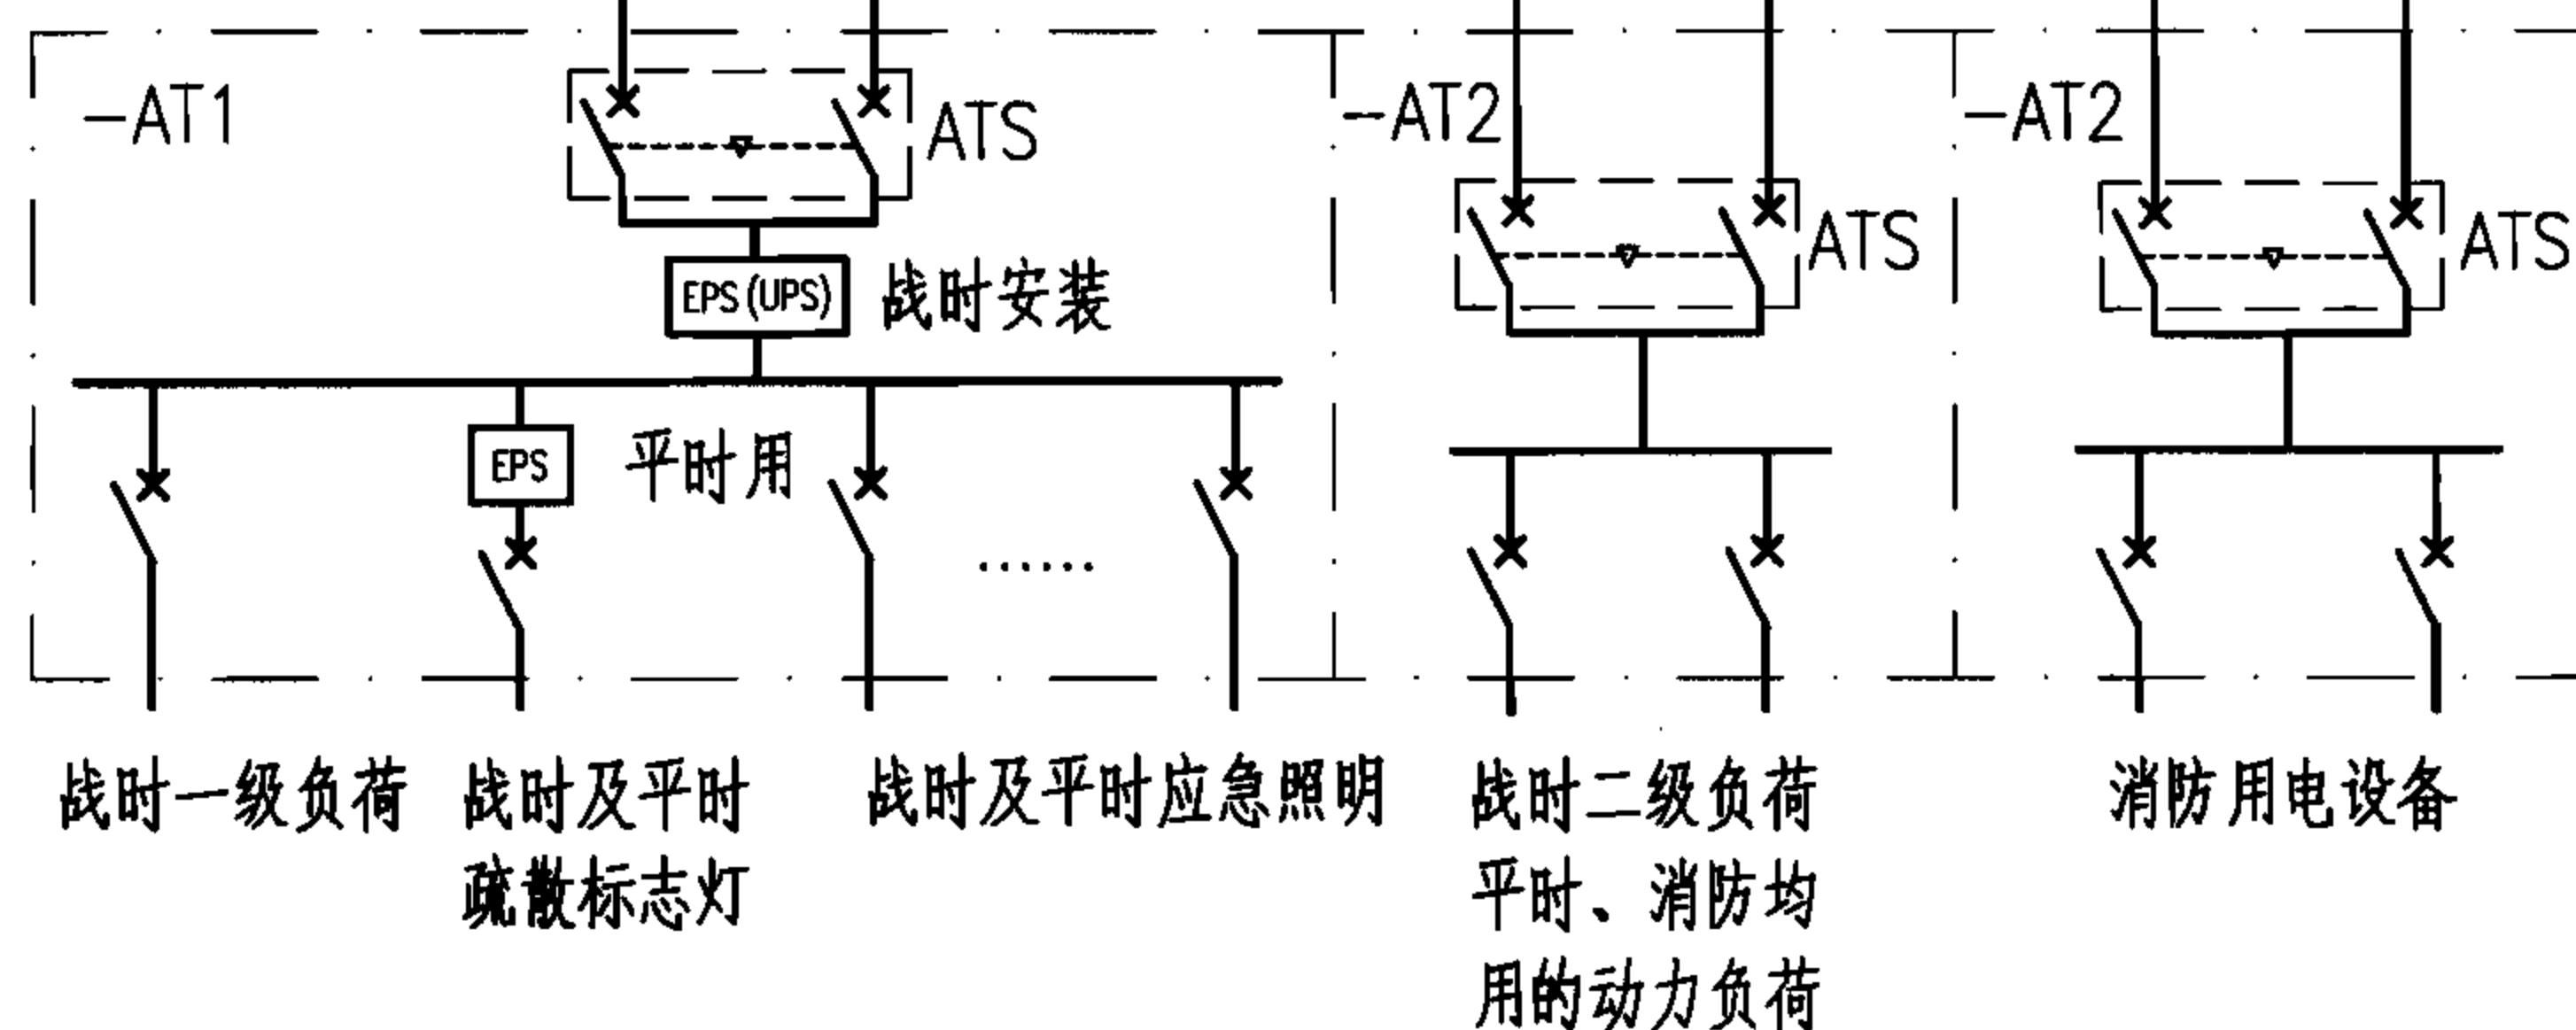 -AT1
ATS
-AT2
ATS
-AT2
ATS
EPS(UPS)
战时安装
EPS
平时用
......
战时一级负荷
战时及平时
疏散标志灯
战时及平时应急照明
战时二级负荷
平时、消防均
用的动力负荷
消防用电设备